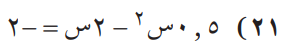 ٢١) ٥ , ٠س٢ – ٢س = –٢